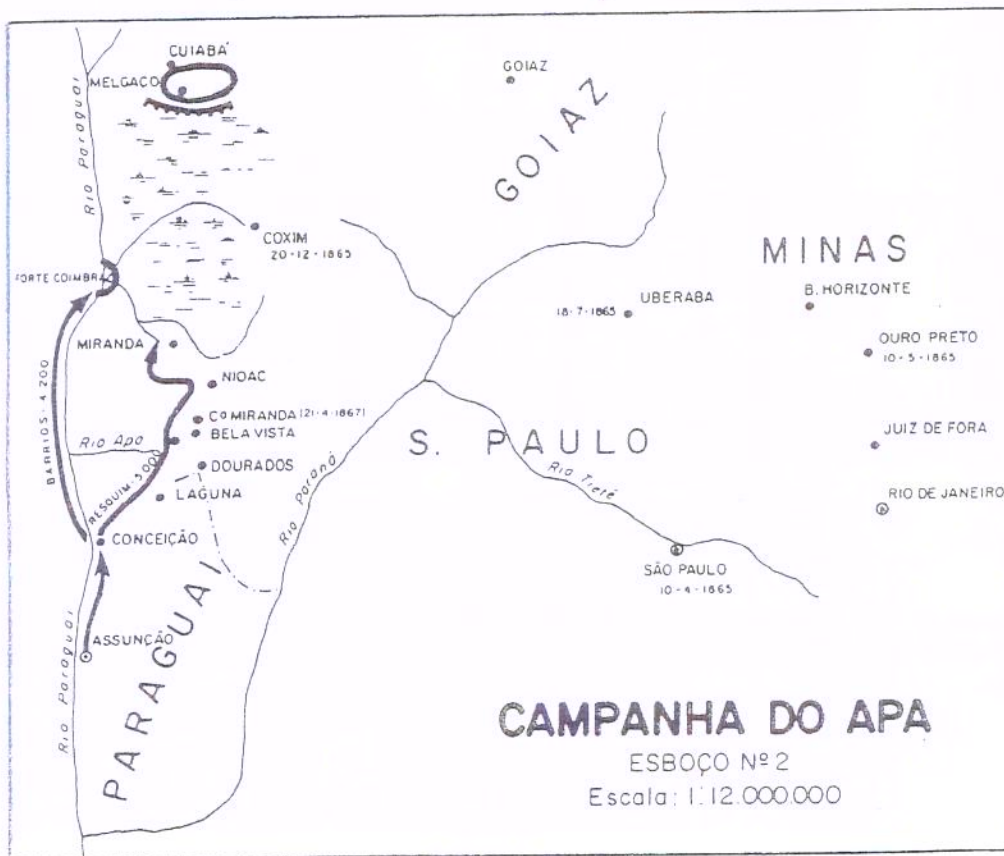 CUIABÁ
MELGAÇO
Rio Paraguai
GOIAZ
GOIAZ
COXIM
20-12-1865
FORTE COIMBRA
MINAS
B. HORIZONTE
UBERABA
18-7-1865
OURO PRETO
10-5-1865
MIRANDA
NIOAC
Cª MIRANDA (21-4-1867)
BELA VISTA
Rio Apa
BARRIOS-4.200
RESQUIM-5.000
DOURADOS
LAGUNA
S. PAULO
JUIZ DE FORA
Rio Paraná
Rio Tietê
RIO DE JANEIRO
CONCEIÇÃO
SÃO PAULO
10-4-1865
ASSUNÇÃO
Rio Paraguai
PARAGUAI
CAMPANHA DO APA
ESBOÇO Nº 2
Escala: 1:12.000.000